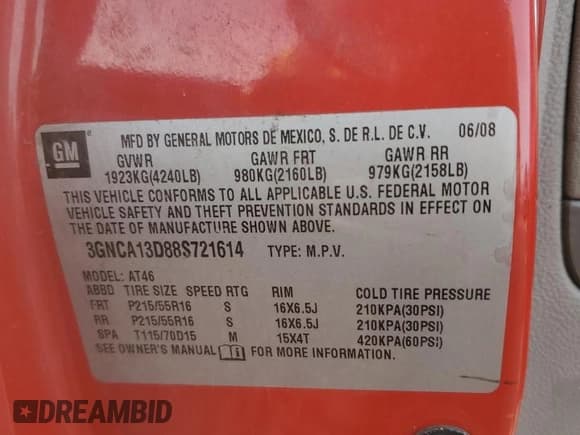 GM
MFD BY GENERAL MOTORS DE MEXICO, S. DE R.L. DE C.V. 06/08
GVWR GAWR FRT GAWR RR
1923KG(4240LB) 980KG(2160LB) 979KG(2158LB)
THIS VEHICLE CONFORMS TO ALL APPLICABLE U.S. FEDERAL MOTOR
VEHICLE SAFETY AND THEFT PREVENTION STANDARDS IN EFFECT ON
THE DATE OF MANUFACTURE SHOWN ABOVE.
3GNCA13D88S721614 TYPE: M.P.V.
MODEL: AT46
ABBD TIRE SIZE SPEED RTG RIM COLD TIRE PRESSURE
FRT P215/55R16 S 16X6.5J 210KPA(30PSI)
RR P215/55R16 S 16X6.5J 210KPA(30PSI)
SPA T115/70D15 M 15X4T 420KPA(60PSI)
SEE OWNER'S MANUAL FOR MORE INFORMATION.
DREAMBID